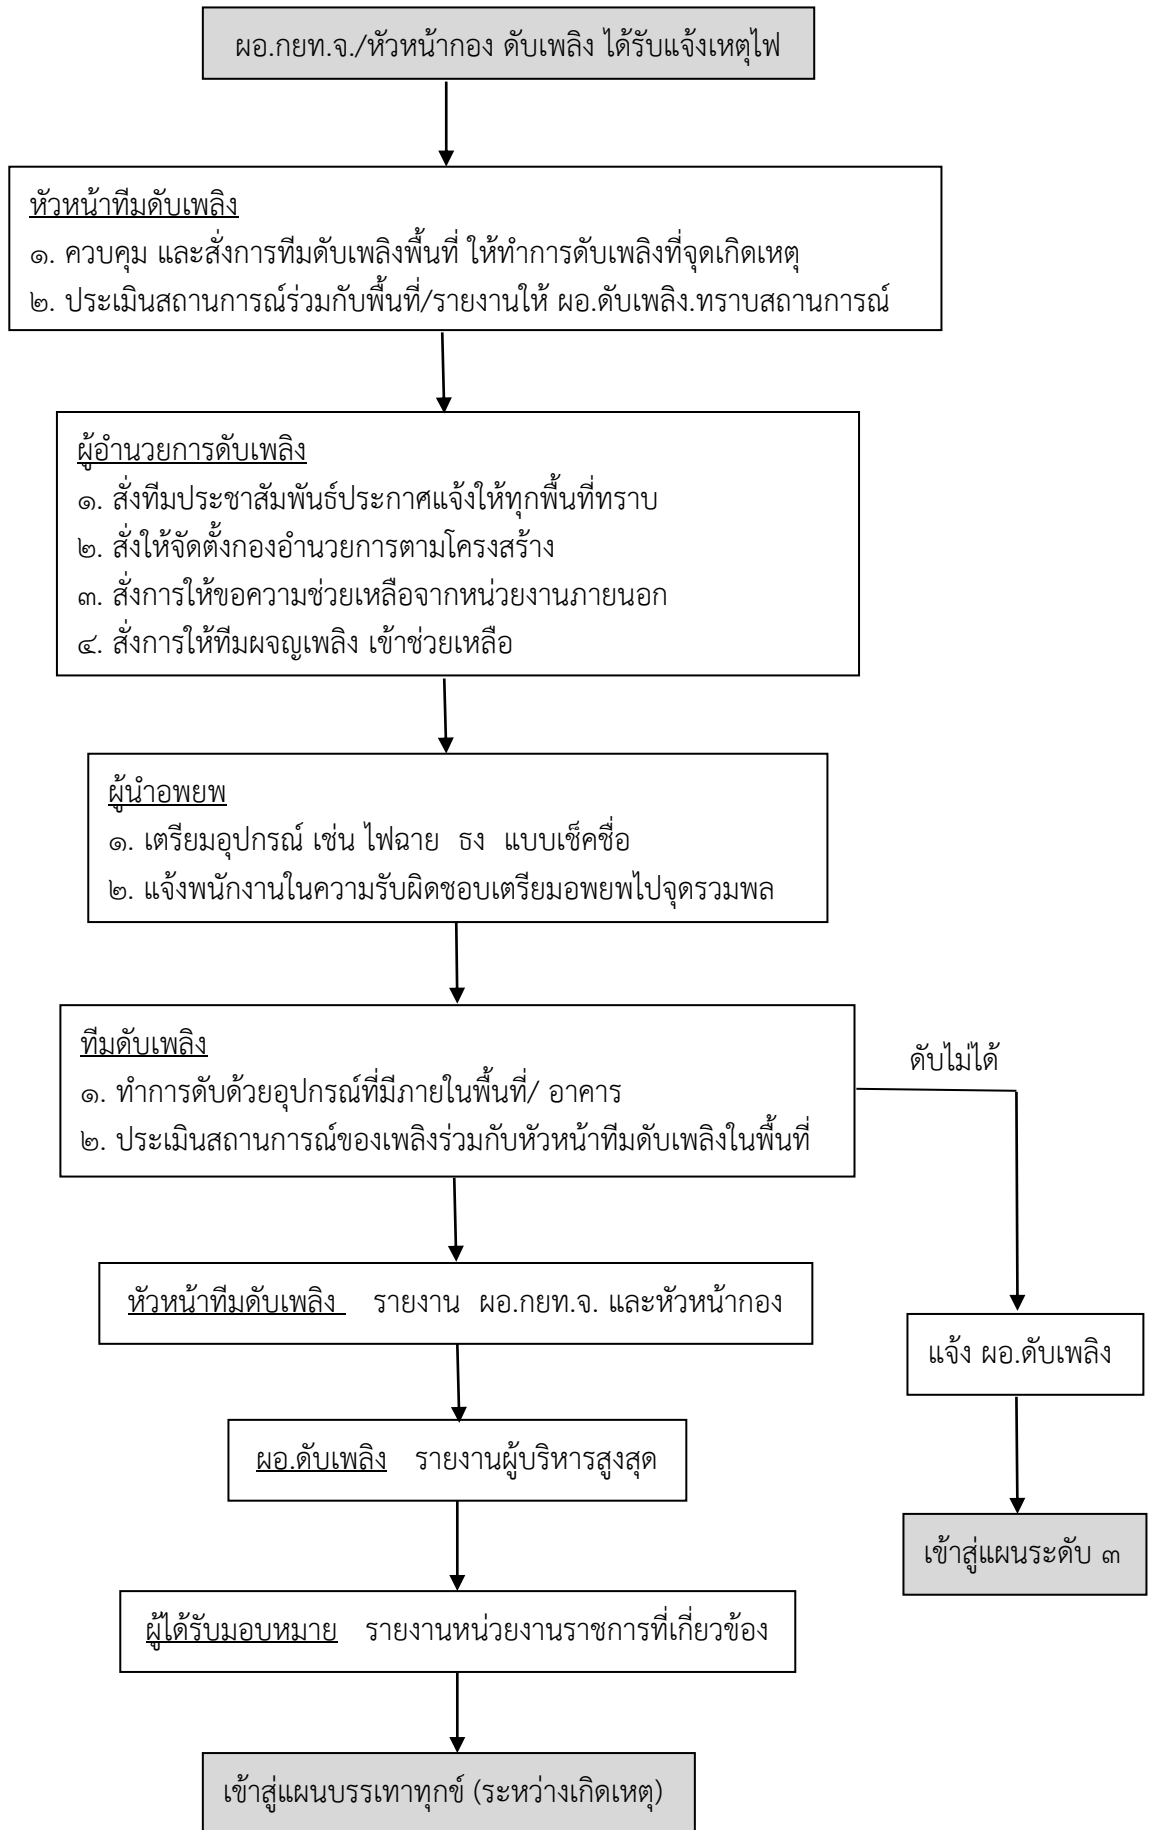 ผอ.กยท.จ./หัวหน้ากอง ดับเพลิง ได้รับแจ้งเหตุไฟ
หัวหน้าทีมดับเพลิง
๑. ควบคุม และสั่งการทีมดับเพลิงพื้นที่ ให้ทำการดับเพลิงที่จุดเกิดเหตุ
๒. ประเมินสถานการณ์ร่วมกับพื้นที่/รายงานให้ ผอ.ดับเพลิง.ทราบสถานการณ์
ผู้อำนวยการดับเพลิง
๑. สั่งทีมประชาสัมพันธ์ประกาศแจ้งให้ทุกพื้นที่ทราบ
๒. สั่งให้จัดตั้งกองอำนวยการตามโครงสร้าง
๓. สั่งการให้ขอความช่วยเหลือจากหน่วยงานภายนอก
๔. สั่งการให้ทีมผจญเพลิง เข้าช่วยเหลือ
ผู้นำอพยพ
๑. เตรียมอุปกรณ์ เช่น ไฟฉาย ธง แบบเช็คชื่อ
๒. แจ้งพนักงานในความรับผิดชอบเตรียมอพยพไปจุดรวมพล
ทีมดับเพลิง
๑. ทำการดับด้วยอุปกรณ์ที่มีภายในพื้นที่/ อาคาร
๒. ประเมินสถานการณ์ของเพลิงร่วมกับหัวหน้าทีมดับเพลิงในพื้นที่
ดับไม่ได้
หัวหน้าทีมดับเพลิง รายงาน ผอ.กยท.จ. และหัวหน้ากอง
แจ้ง ผอ.ดับเพลิง
ผอ.ดับเพลิง รายงานผู้บริหารสูงสุด
เข้าสู่แผนระดับ ๓
ผู้ได้รับมอบหมาย รายงานหน่วยงานราชการที่เกี่ยวข้อง
เข้าสู่แผนบรรเทาทุกข์ (ระหว่างเกิดเหตุ)